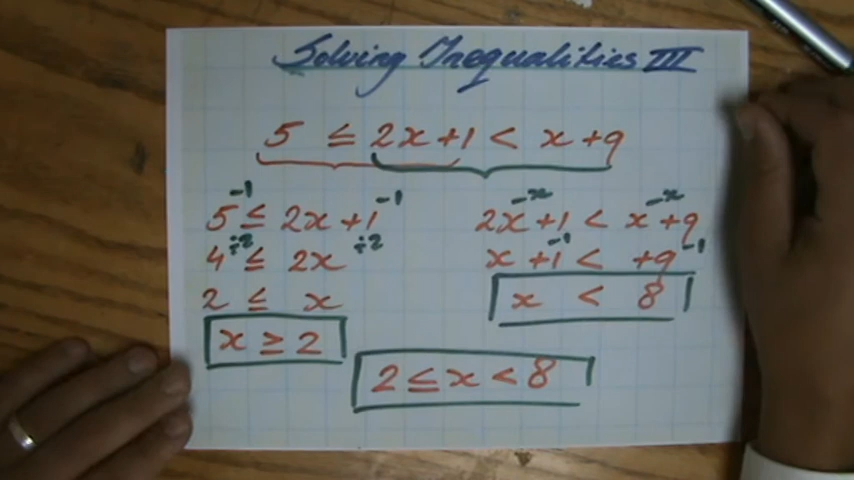 Solving Inequalities III
5 ≤ 2x+1 < x+9
-1 -1
5 ≤ 2x+1
÷2 ÷2
4 ≤ 2x
2 ≤ x
x ≥ 2
-x -x
2x+1 < x+9
-1 -1
x +1 < +9
x < 8
2 ≤ x < 8